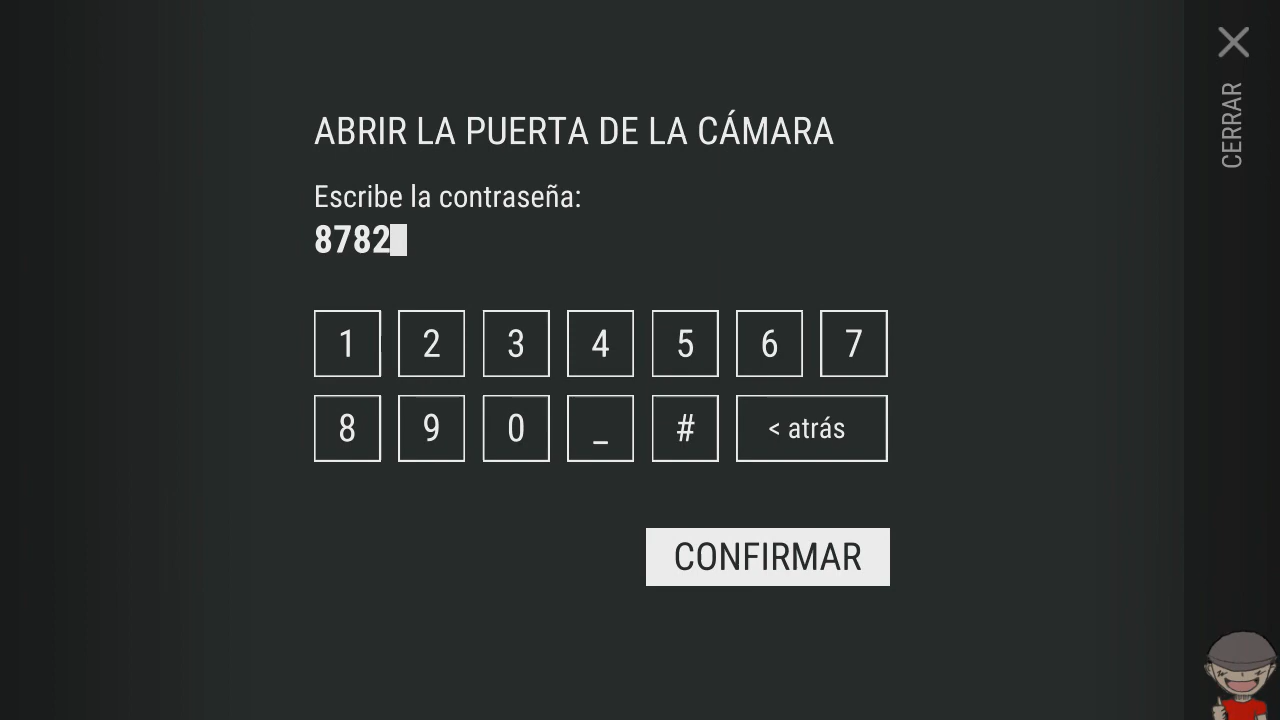 ABRIR LA PUERTA DE LA CÁMARA
Escribe la contraseña:
8782
1 2 3 4 5 6 7
8 9 0 _ # < atrás
CONFIRMAR
CERRAR